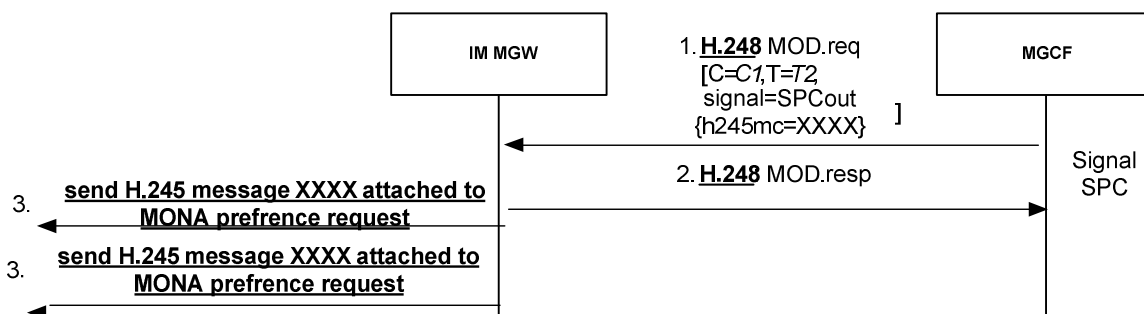 IM MGW
MGCF
1. H.248 MOD.req
[C=C1,T=T2,
signal=SPCout
{h245mc=XXXX}
]
2. H.248 MOD.resp
Signal
SPC
3. send H.245 message XXXX attached to
MONA prefrence request
3. send H.245 message XXXX attached to
MONA prefrence request